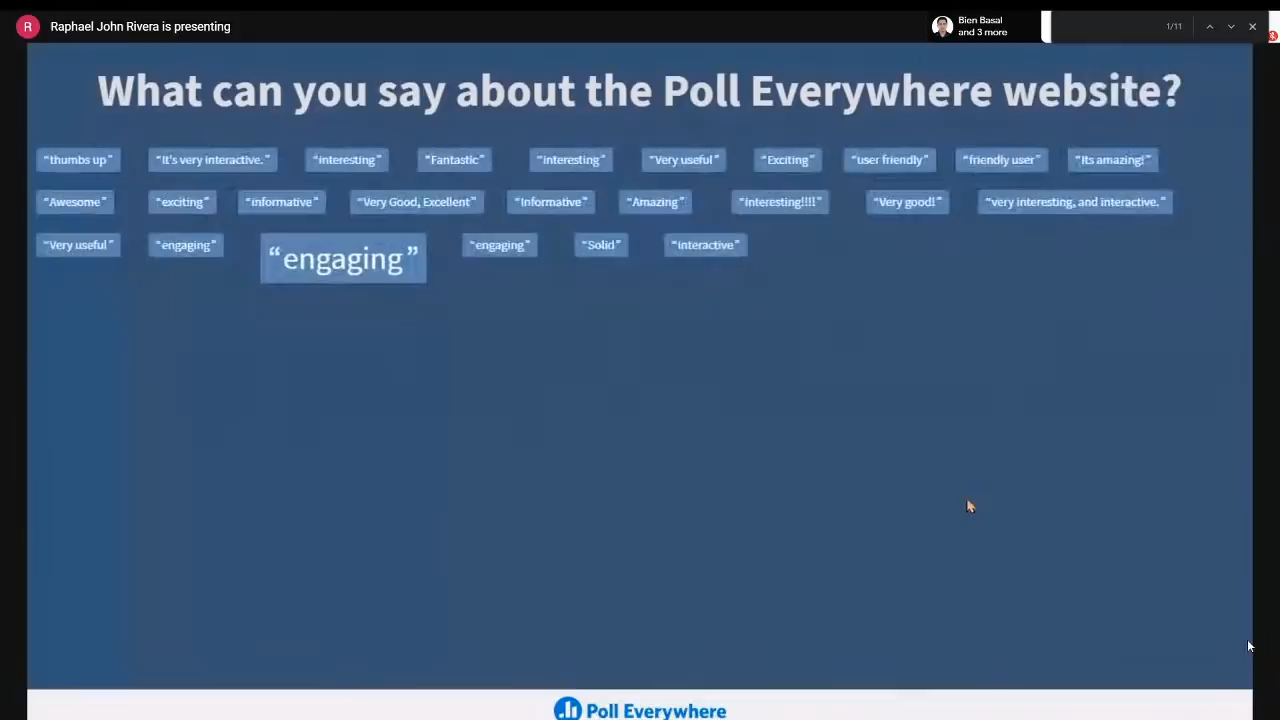 R Raphael John Rivera is presenting
Bien Basal
and 3 more
1/11
What can you say about the Poll Everywhere website?
“thumbs up” “It's very interactive.” “interesting” “Fantastic” “Interesting” “Very useful” “Exciting” “user friendly” “friendly user” “Its amazing!”
“Awesome” “exciting” “informative” “Very Good, Excellent” “Informative” “Amazing” “interesting!!!!” “Very good!” “very interesting, and interactive.”
“Very useful” “engaging” “engaging” “engaging” “Solid” “Interactive”
Poll Everywhere